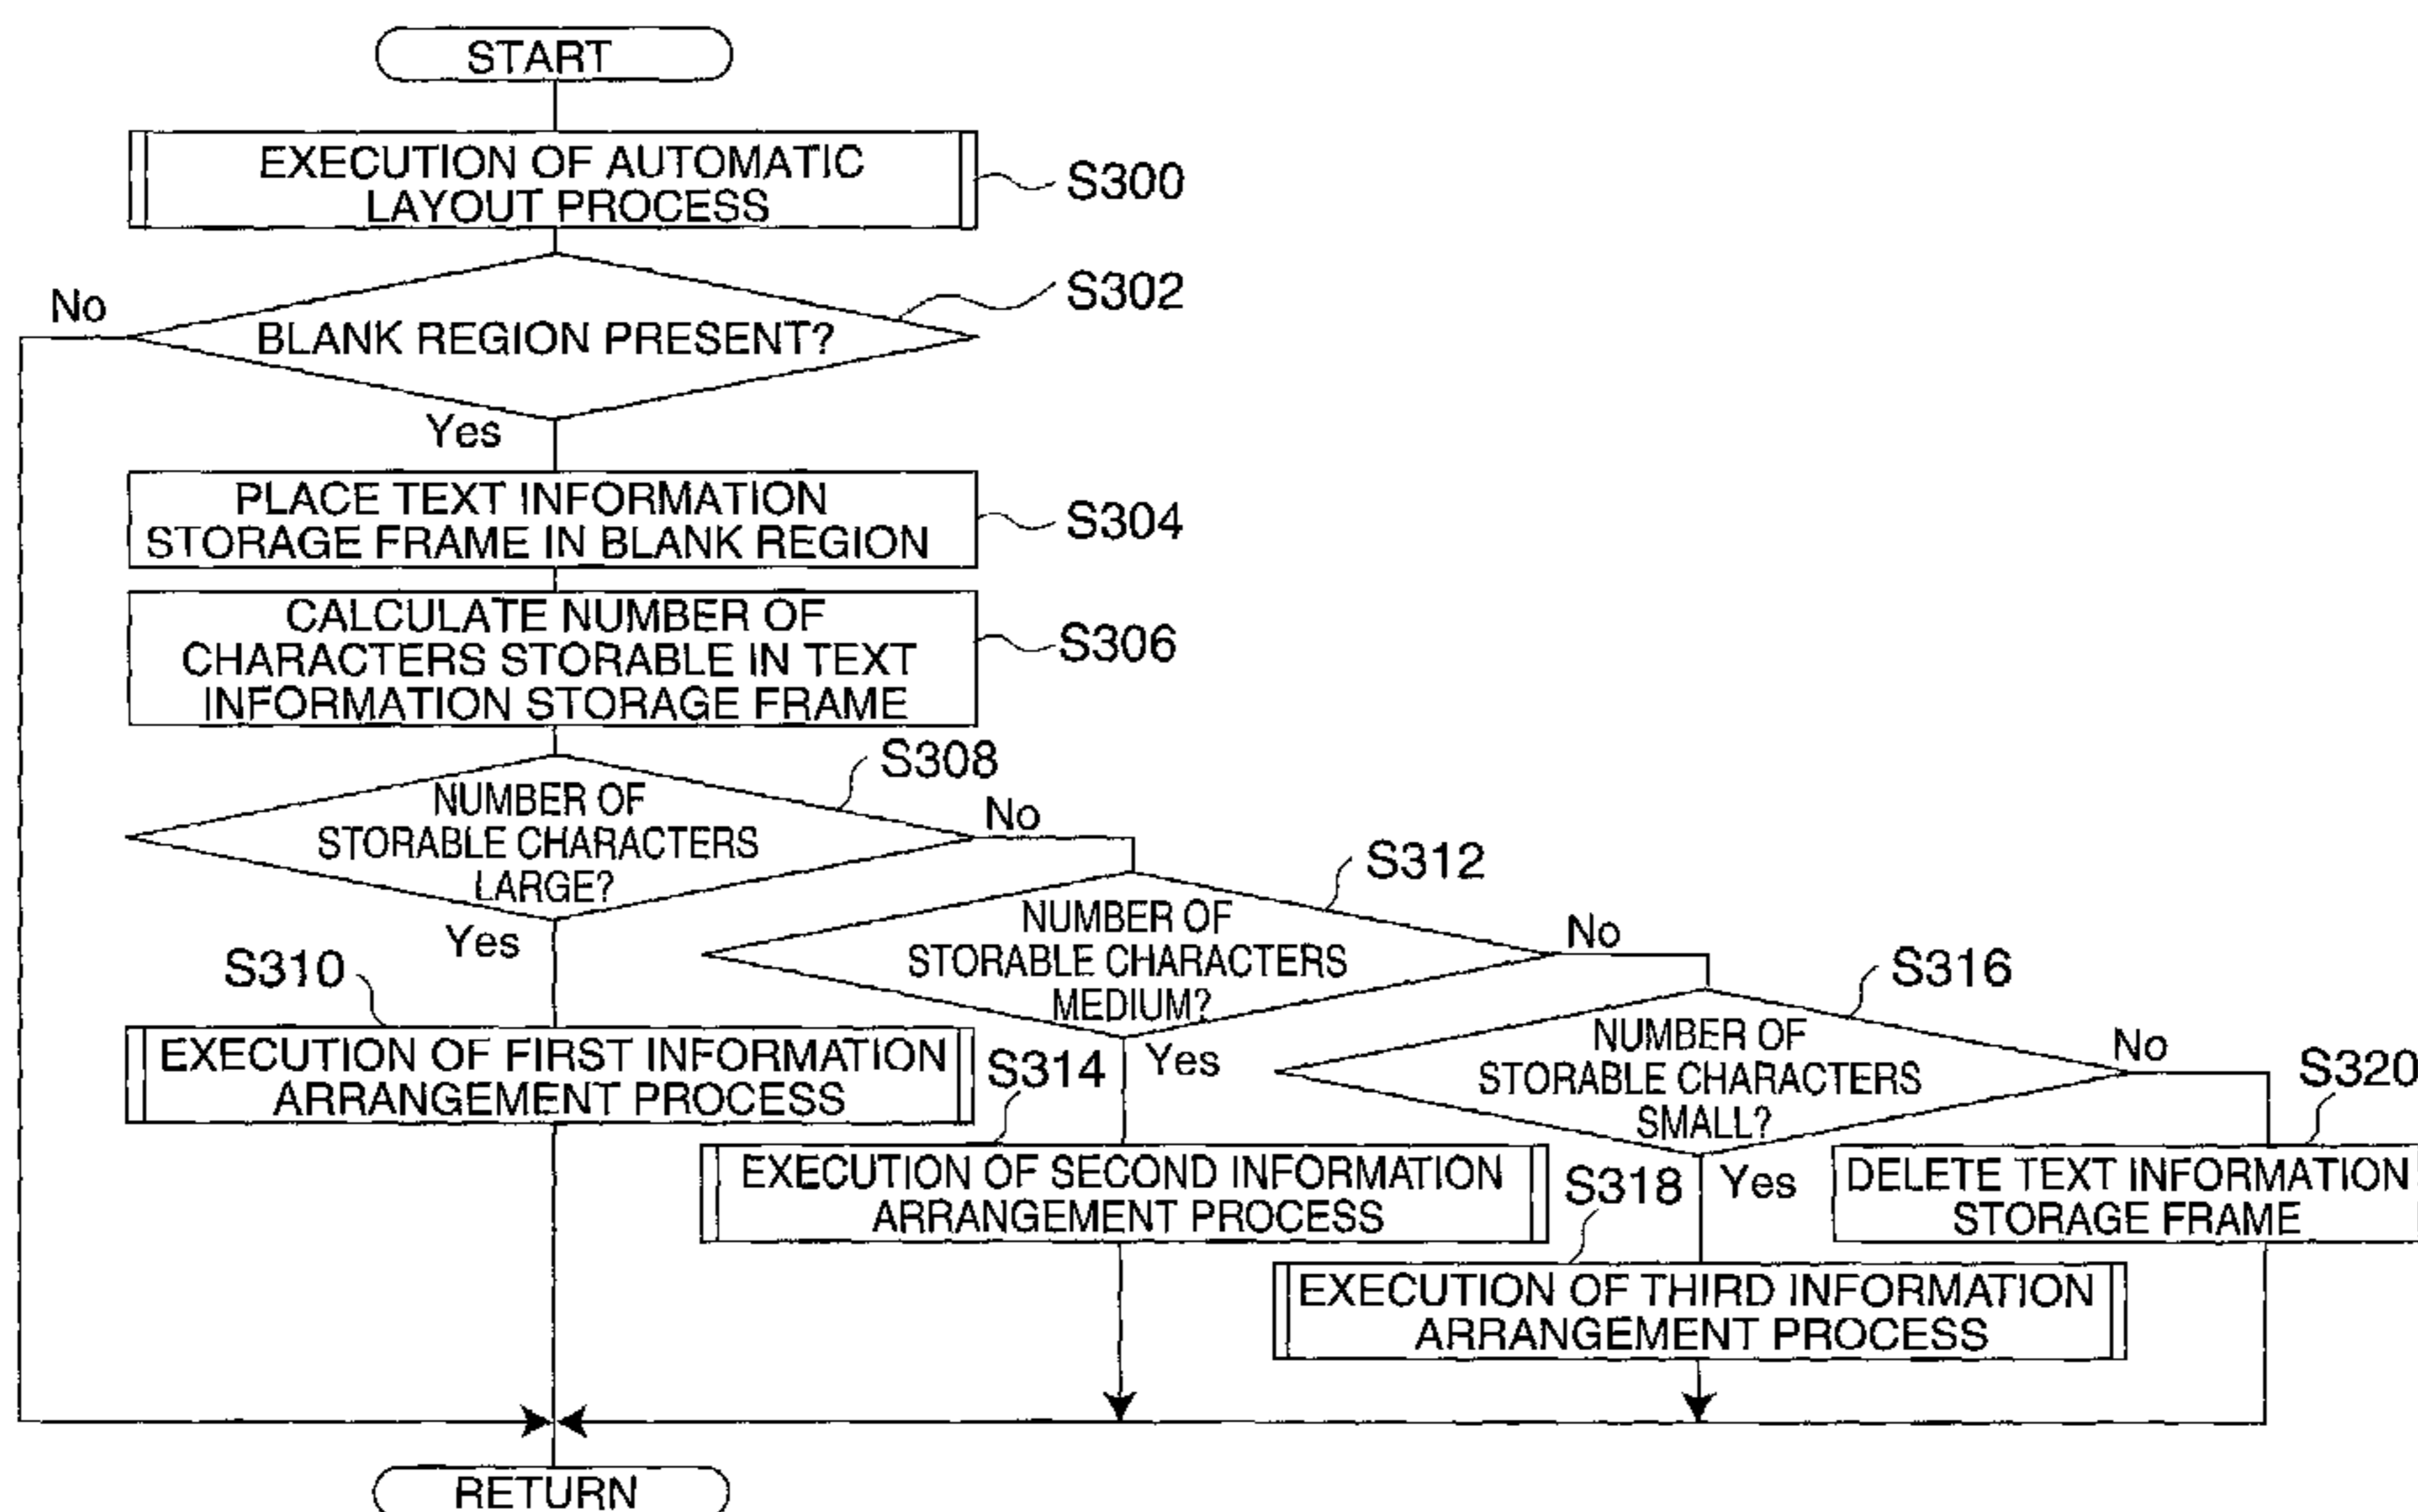 START
EXECUTION OF AUTOMATIC
LAYOUT PROCESS
S300
S302
No
BLANK REGION PRESENT?
Yes
PLACE TEXT INFORMATION
STORAGE FRAME IN BLANK REGION
S304
CALCULATE NUMBER OF
CHARACTERS STORABLE IN TEXT
INFORMATION STORAGE FRAME
S306
S308
NUMBER OF
STORABLE CHARACTERS
LARGE?
No
Yes
S312
NUMBER OF
STORABLE CHARACTERS
MEDIUM?
No
Yes
S310
EXECUTION OF FIRST INFORMATION
ARRANGEMENT PROCESS
S316
NUMBER OF
STORABLE CHARACTERS
SMALL?
No
Yes
S314
EXECUTION OF SECOND INFORMATION
ARRANGEMENT PROCESS
S320
DELETE TEXT INFORMATION
STORAGE FRAME
S318
EXECUTION OF THIRD INFORMATION
ARRANGEMENT PROCESS
RETURN